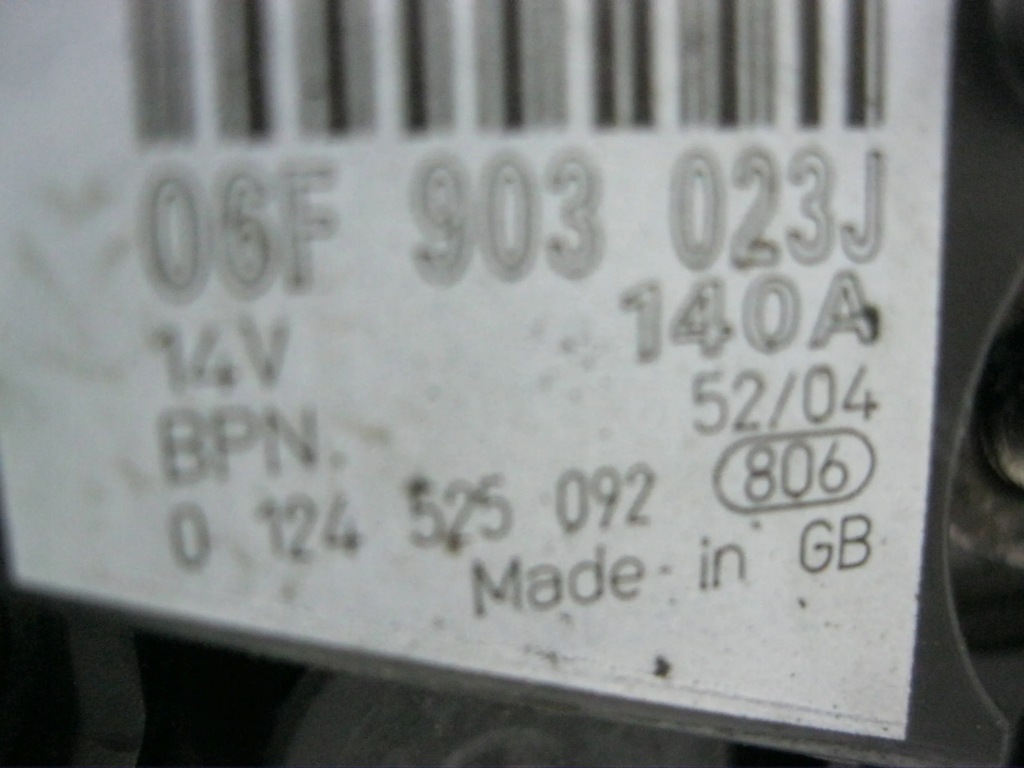 06F 903 023J
14V 140A
BPN. 52/04
0 124 525 092 806
Made in GB